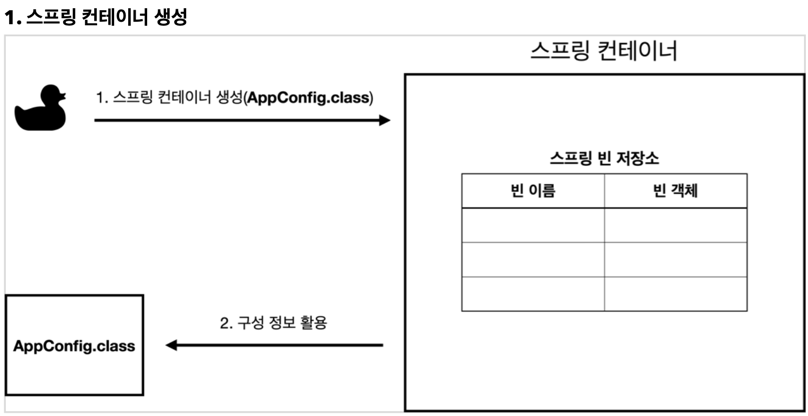 1. 스프링 컨테이너 생성
스프링 컨테이너
1. 스프링 컨테이너 생성(AppConfig.class)
스프링 빈 저장소
빈 이름 빈 객체
2. 구성 정보 활용
AppConfig.class